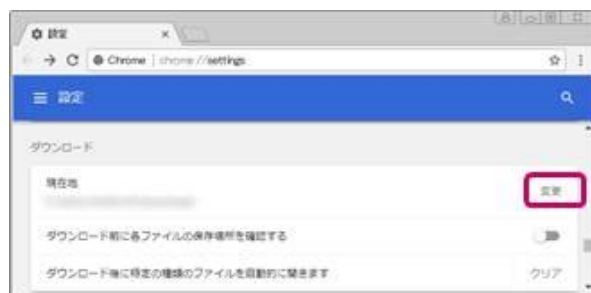 設定
Chrome | chrome://settings
設定
ダウンロード
現在地
変更
ダウンロード前に各ファイルの保存場所を確認する
ダウンロード後に特定の種類のファイルを自動的に開きます
クリア